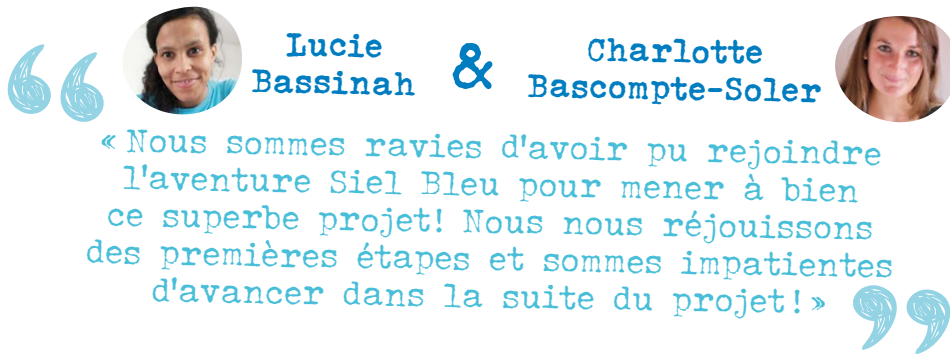 Lucie
Bassinah
&
Charlotte
Bascompte-Soler
« Nous sommes ravies d'avoir pu rejoindre
l'aventure Siel Bleu pour mener à bien
ce superbe projet! Nous nous réjouissons
des premières étapes et sommes impatientes
d'avancer dans la suite du projet! »